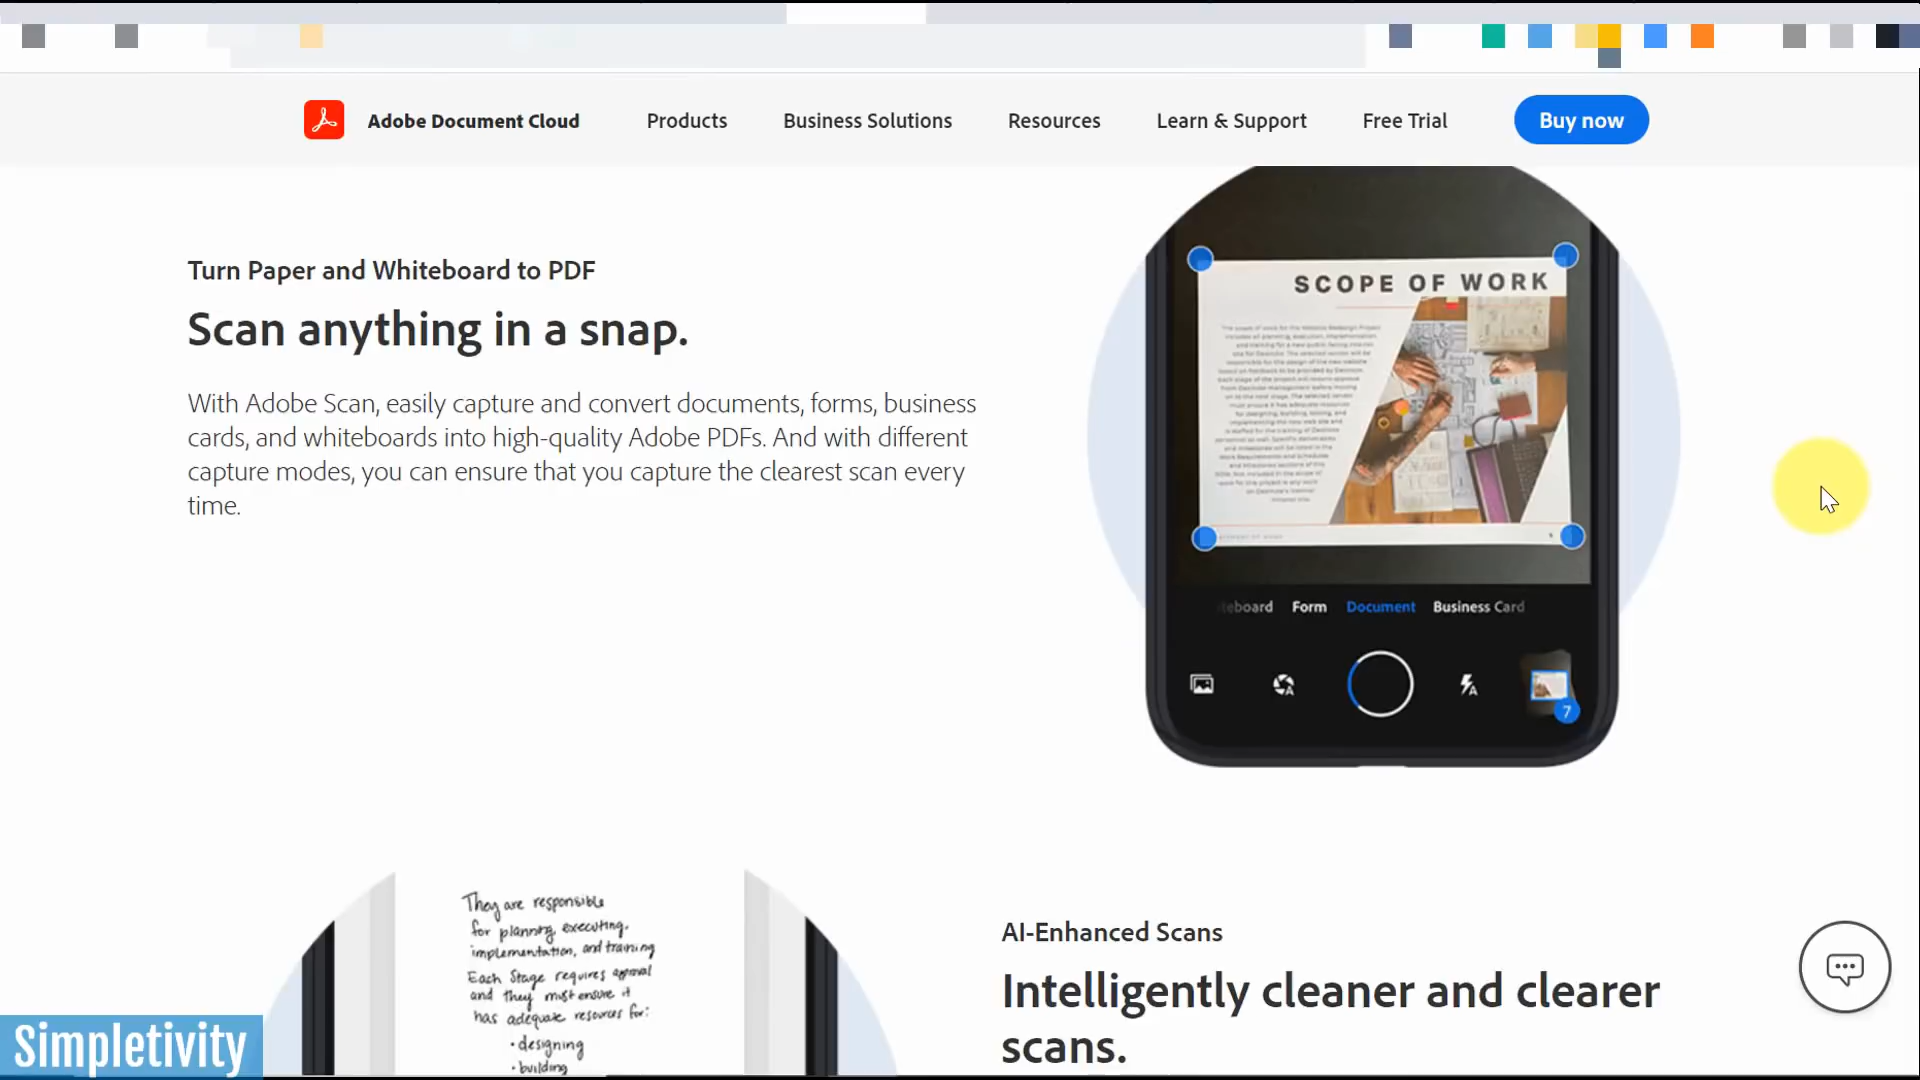 Adobe Document Cloud Products Business Solutions Resources Learn & Support Free Trial Buy now
Turn Paper and Whiteboard to PDF
Scan anything in a snap.
With Adobe Scan, easily capture and convert documents, forms, business
cards, and whiteboards into high-quality Adobe PDFs. And with different
capture modes, you can ensure that you capture the clearest scan every
time.
SCOPE OF WORK
eboard Form Document Business Card
7
They are responsible
for planning, executing,
implementation, and training
Each Stage requires approval
and they must ensure it
has adequate resources for:
• designing
• building
AI-Enhanced Scans
Intelligently cleaner and clearer
scans.
Simpletivity